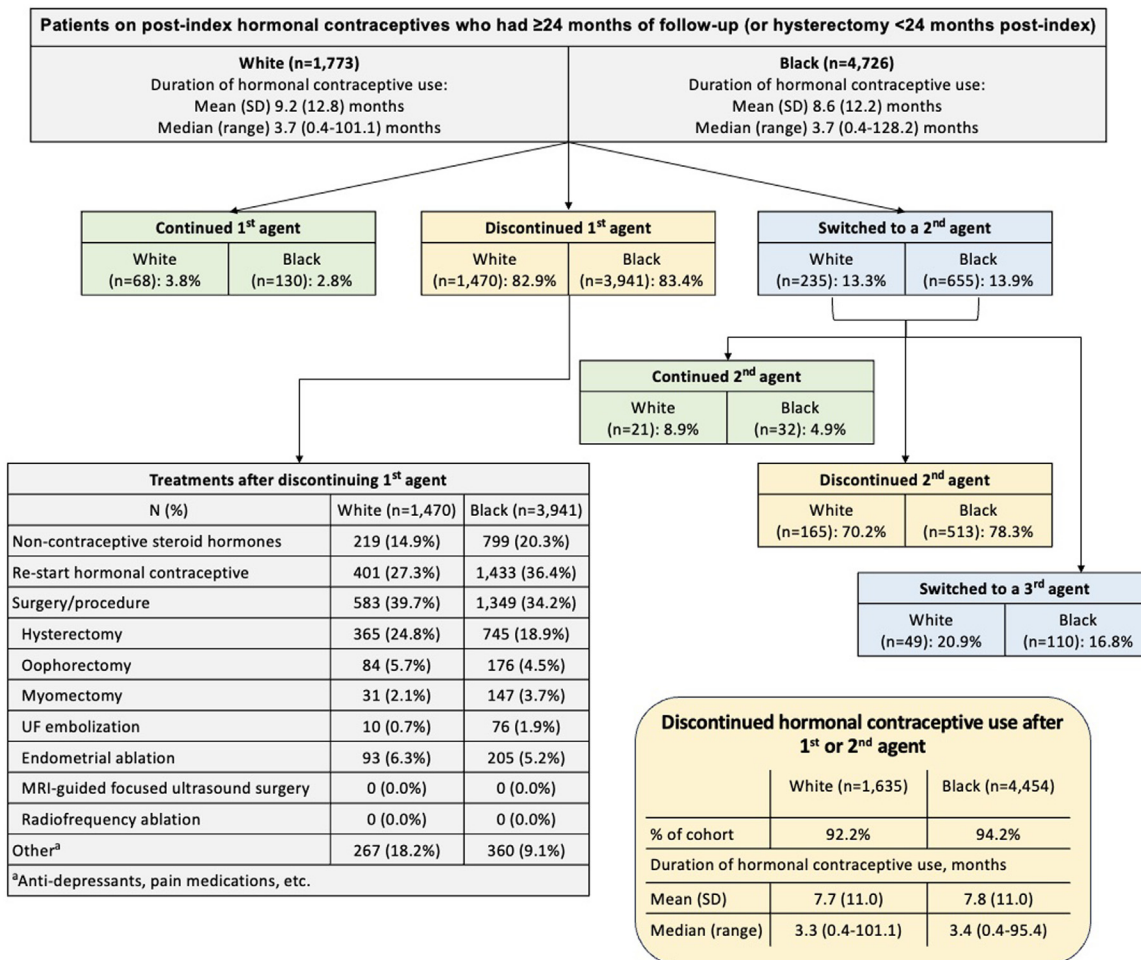 Patients on post-index hormonal contraceptives who had ≥24 months of follow-up (or hysterectomy <24 months post-index)
White (n=1,773)
Duration of hormonal contraceptive use:
Mean (SD) 9.2 (12.8) months
Median (range) 3.7 (0.4-101.1) months
Black (n=4,726)
Duration of hormonal contraceptive use:
Mean (SD) 8.6 (12.2) months
Median (range) 3.7 (0.4-128.2) months
Continued 1st agent
White
(n=68): 3.8%
Black
(n=130): 2.8%
Discontinued 1st agent
White
(n=1,470): 82.9%
Black
(n=3,941): 83.4%
Switched to a 2nd agent
White
(n=235): 13.3%
Black
(n=655): 13.9%
Continued 2nd agent
White
(n=21): 8.9%
Black
(n=32): 4.9%
Discontinued 2nd agent
White
(n=165): 70.2%
Black
(n=513): 78.3%
Switched to a 3rd agent
White
(n=49): 20.9%
Black
(n=110): 16.8%
Treatments after discontinuing 1st agent
N (%) White (n=1,470) Black (n=3,941)
Non-contraceptive steroid hormones 219 (14.9%) 799 (20.3%)
Re-start hormonal contraceptive 401 (27.3%) 1,433 (36.4%)
Surgery/procedure 583 (39.7%) 1,349 (34.2%)
Hysterectomy 365 (24.8%) 745 (18.9%)
Oophorectomy 84 (5.7%) 176 (4.5%)
Myomectomy 31 (2.1%) 147 (3.7%)
UF embolization 10 (0.7%) 76 (1.9%)
Endometrial ablation 93 (6.3%) 205 (5.2%)
MRI-guided focused ultrasound surgery 0 (0.0%) 0 (0.0%)
Radiofrequency ablation 0 (0.0%) 0 (0.0%)
Othera 267 (18.2%) 360 (9.1%)
aAnti-depressants, pain medications, etc.
Discontinued hormonal contraceptive use after
1st or 2nd agent
White (n=1,635) Black (n=4,454)
% of cohort 92.2% 94.2%
Duration of hormonal contraceptive use, months
Mean (SD) 7.7 (11.0) 7.8 (11.0)
Median (range) 3.3 (0.4-101.1) 3.4 (0.4-95.4)